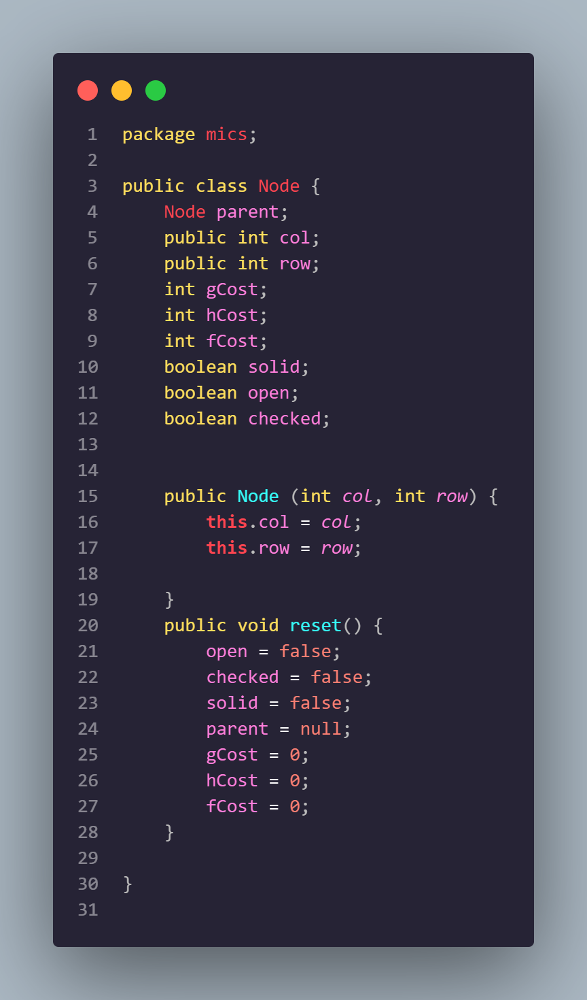 1 package mics;
2
3 public class Node {
4     Node parent;
5     public int col;
6     public int row;
7     int gCost;
8     int hCost;
9     int fCost;
10     boolean solid;
11     boolean open;
12     boolean checked;
13
14
15     public Node (int col, int row) {
16         this.col = col;
17         this.row = row;
18
19     }
20     public void reset() {
21         open = false;
22         checked = false;
23         solid = false;
24         parent = null;
25         gCost = 0;
26         hCost = 0;
27         fCost = 0;
28     }
29
30 }
31